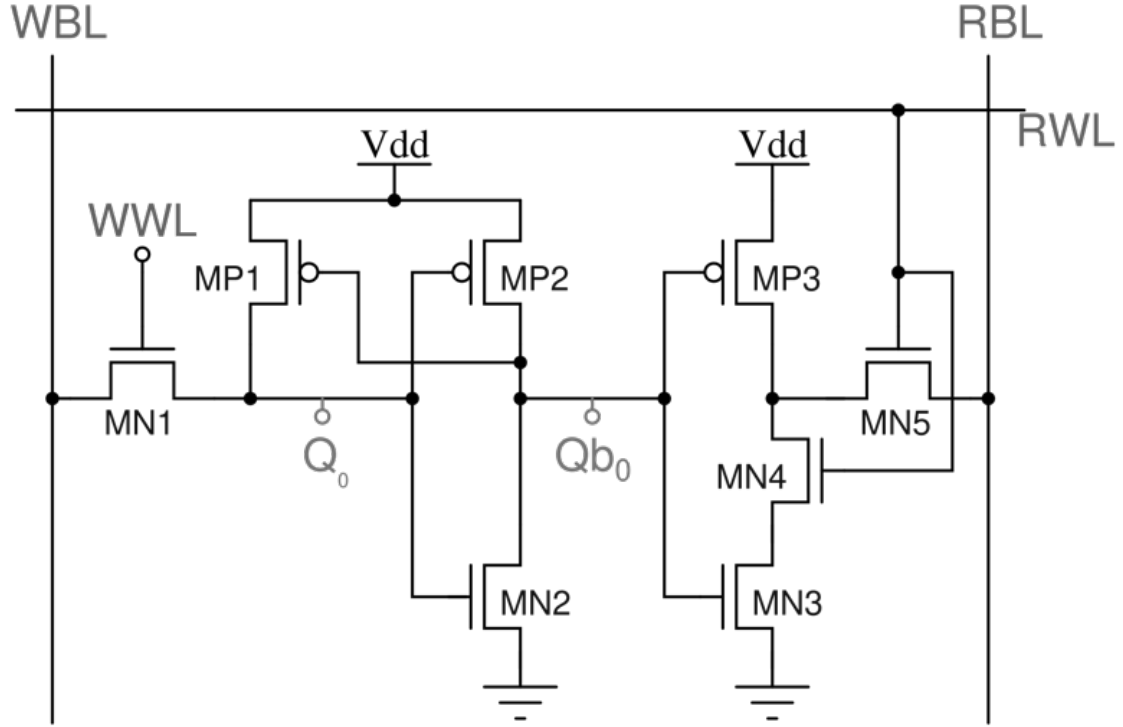 WBL
RBL
RWL
Vdd
Vdd
WWL
MP1
MP2
MP3
MN1
Q₀
Qb₀
MN5
MN4
MN2
MN3